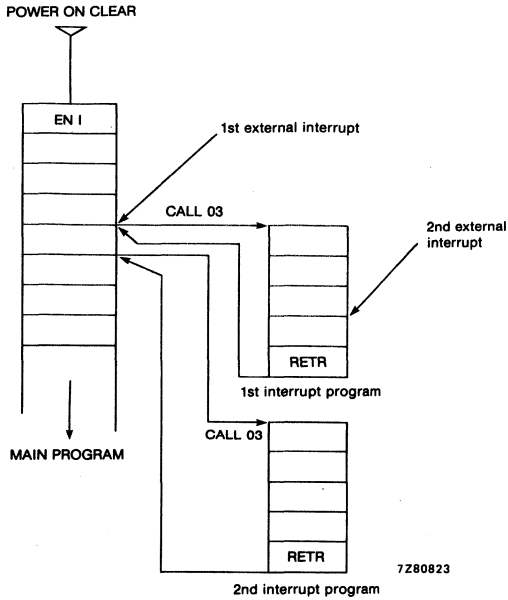 POWER ON CLEAR
EN I
1st external interrupt
CALL 03
2nd external
interrupt
RETR
1st interrupt program
CALL 03
MAIN PROGRAM
RETR
7Z80823
2nd interrupt program